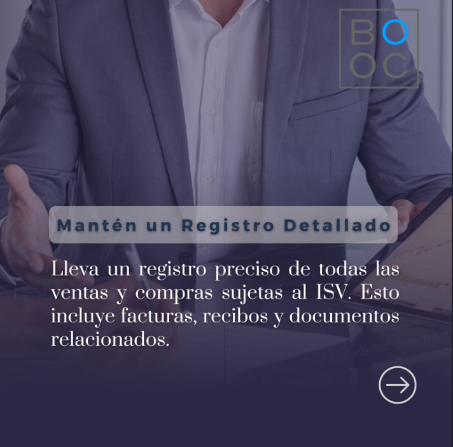 BO
OC
Mantén un Registro Detallado
Lleva un registro preciso de todas las
ventas y compras sujetas al ISV. Esto
incluye facturas, recibos y documentos
relacionados.